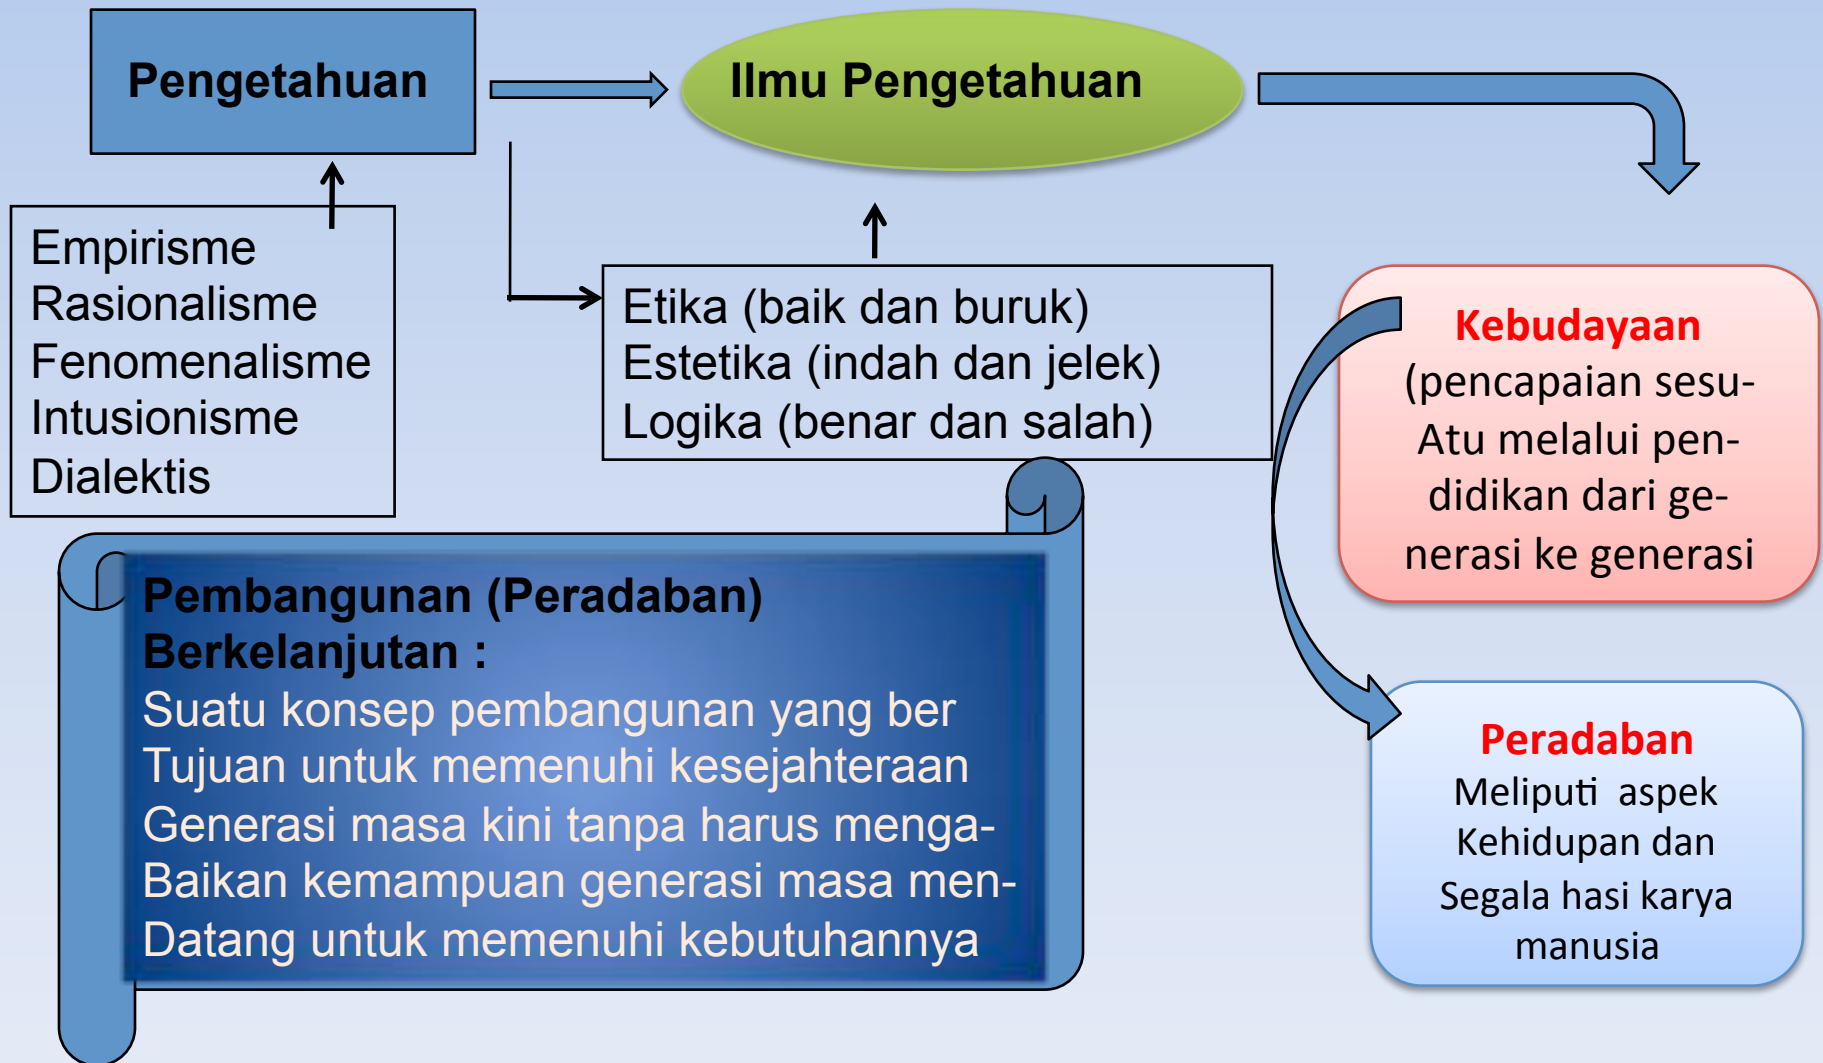 Pengetahuan
Ilmu Pengetahuan
Empirisme
Rasionalisme
Fenomenalisme
Intusionisme
Dialektis
Etika (baik dan buruk)
Estetika (indah dan jelek)
Logika (benar dan salah)
Kebudayaan
(pencapaian sesu-
Atu melalui pen-
didikan dari ge-
nerasi ke generasi
Pembangunan (Peradaban)
Berkelanjutan :
Suatu konsep pembangunan yang ber
Tujuan untuk memenuhi kesejahteraan
Generasi masa kini tanpa harus menga-
Baikan kemampuan generasi masa men-
Datang untuk memenuhi kebutuhannya
Peradaban
Meliputi aspek
Kehidupan dan
Segala hasi karya
manusia